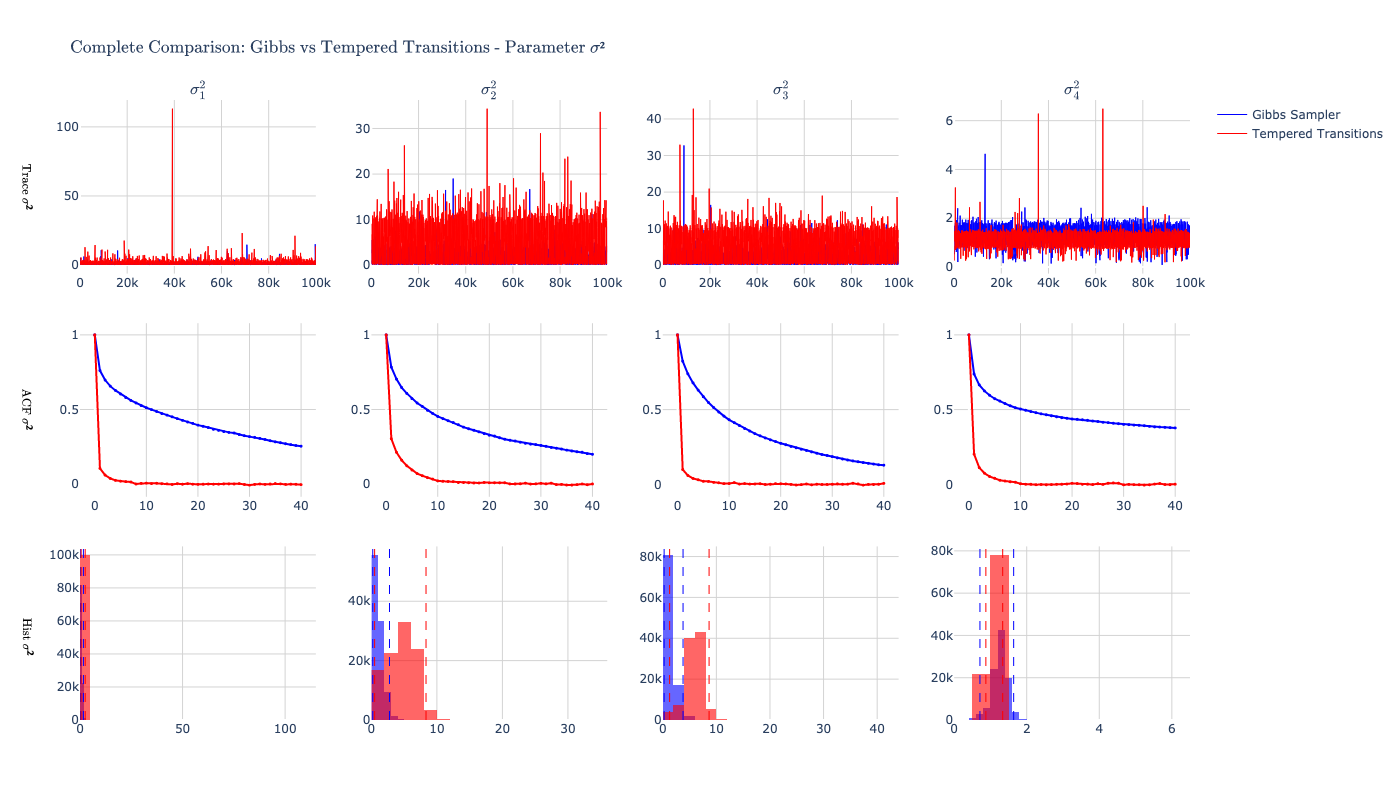 Complete Comparison: Gibbs vs Tempered Transitions - Parameter σ²
σ₁² σ₂² σ₃² σ₄²
Gibbs Sampler
Tempered Transitions
Trace σ²
100
50
0
0 20k 40k 60k 80k 100k
30
20
10
0
0 20k 40k 60k 80k 100k
40
30
20
10
0
0 20k 40k 60k 80k 100k
6
4
2
0
0 20k 40k 60k 80k 100k
ACF σ²
1
0.5
0
0 10 20 30 40
1
0.5
0
0 10 20 30 40
1
0.5
0
0 10 20 30 40
1
0.5
0
0 10 20 30 40
Hist σ²
100k
80k
60k
40k
20k
0
0 50 100
40k
20k
0
0 10 20 30
80k
60k
40k
20k
0
0 10 20 30 40
80k
60k
40k
20k
0
0 2 4 6